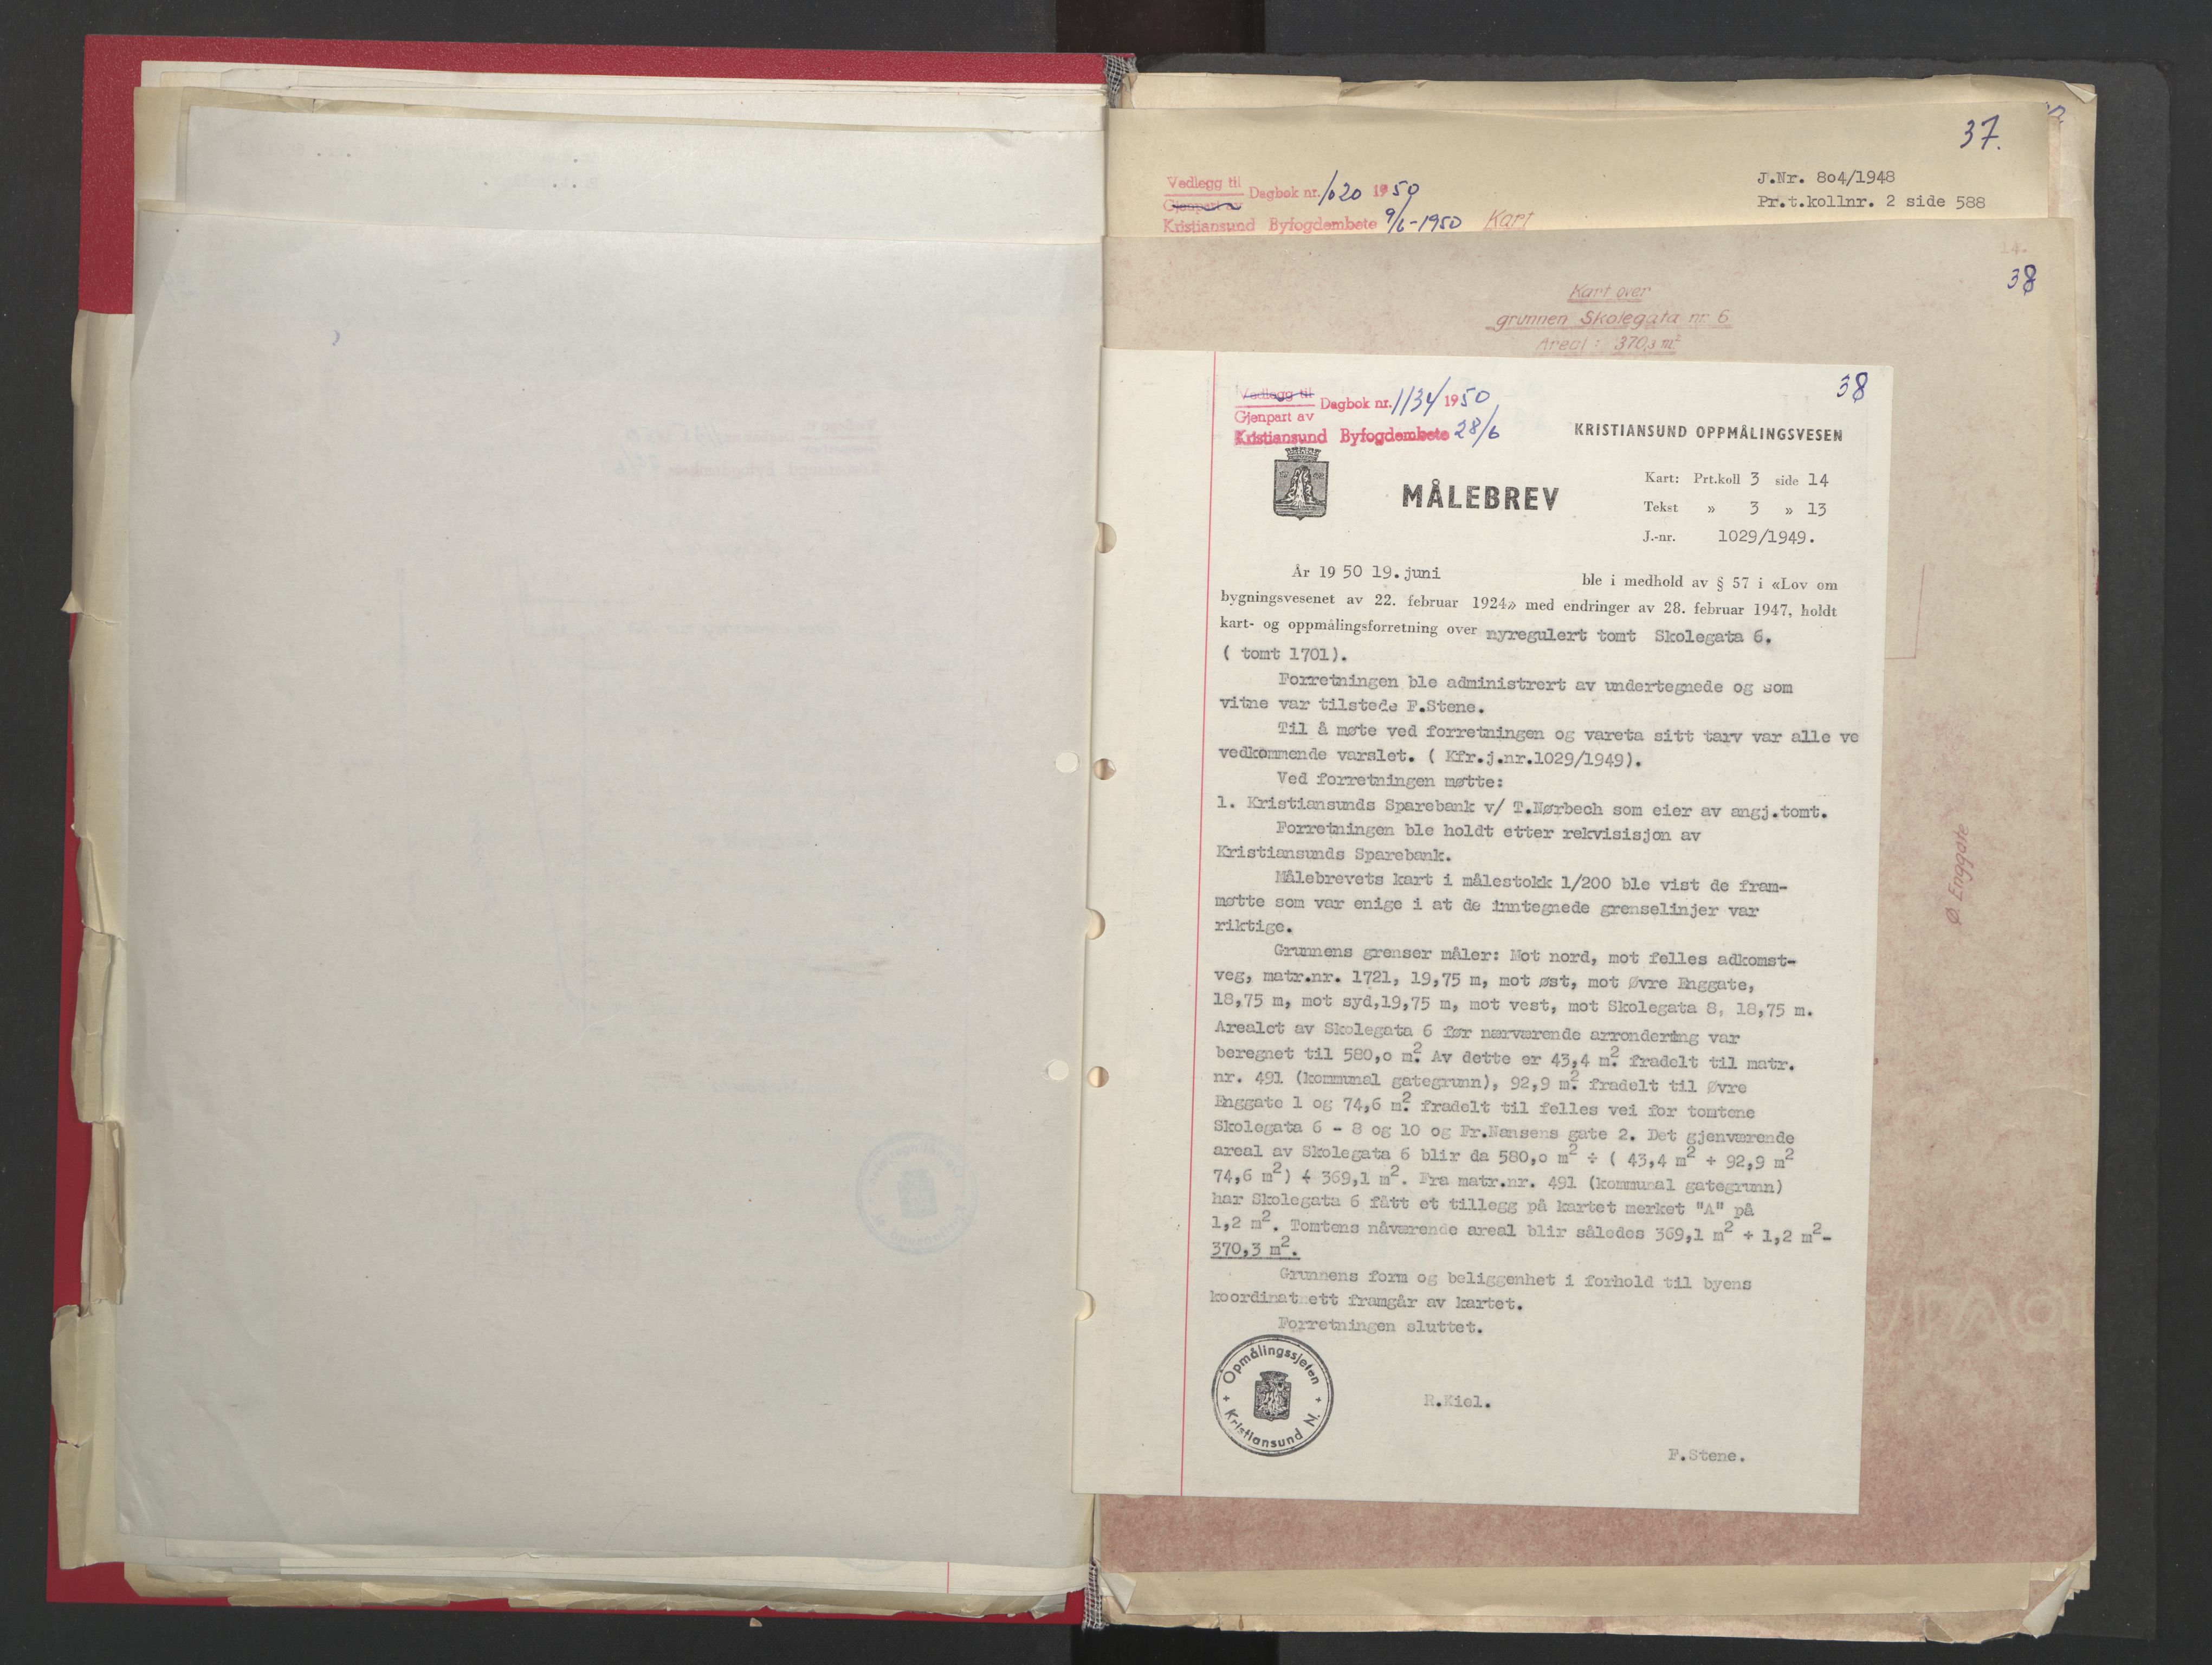 37.
Vedlegg til
Gjenpart av
Dagbok nr. 1020 1950
Kristiansund Byfogdembete 9/6-1950 Kart
J.Nr. 8o4/1948
Pr.t.kollnr. 2 side 588
14.
38
Kart over
grunnen Skolegata nr 6
Areal: 370,3 m²
38
Vedlegg til
Gjenpart av
Dagbok nr. 1134 1950
Kristiansund Byfogdembete 28/6
KRISTIANSUND OPPMÅLINGSVESEN
MÅLEBREV
Kart: Prt.koll 3 side 14
Tekst » 3 » 13
J.-nr. 1029/1949.
År 19 50 19. juni ble i medhold av § 57 i «Lov om
bygningsvesenet av 22. februar 1924» med endringer av 28. februar 1947, holdt
kart- og oppmålingsforretning over nyregulert tomt Skolegata 6.
( tomt 1701).
Forretningen ble administrert av undertegnede og som
vitne var tilstede F.Stene.
Til å møte ved forretningen og vareta sitt tarv var alle ve
vedkommende varslet. ( Kfr.j.nr.1029/1949).
Ved forretningen møtte:
1. Kristiansunds Sparebank v/ T.Nørbech som eier av angj.tomt.
Forretningen ble holdt etter rekvisisjon av
Kristiansunds Sparebank.
Målebrevets kart i målestokk 1/200 ble vist de fram-
møtte som var enige i at de inntegnede grenselinjer var
riktige.
Grunnens grenser måler: Mot nord, mot felles adkomst-
veg, matr.nr. 1721, 19,75 m, mot øst, mot Øvre Enggate,
18,75 m, mot syd,19,75 m, mot vest, mot Skolegata 8, 18,75 m.
Arealet av Skolegata 6 før nærværende arrondering var
beregnet til 580,o m². Av dette er 43,4 m². fradelt til matr.
nr. 491 (kommunal gategrunn), 92,9 m². fradelt til Øvre
Enggate 1 og 74,6 m². fradelt til felles vei for tomtene
Skolegata 6 - 8 og 10 og Fr.Nansens gate 2. Det gjenværende
areal av Skolegata 6 blir da 580,o m² ÷ ( 43,4 m² + 92,9 m²
74,6 m²) + 369,1 m². Fra matr.nr. 491 (kommunal gategrunn)
har Skolegata 6 fått et tillegg på kartet merket "A" på
1,2 m². Tomtens nåværende areal blir således 369,1 m² + 1,2 m²-
370,3 m².
Grunnens form og beliggenhet i forhold til byens
koordinatnett framgår av kartet.
Forretningen sluttet.
Oppmålingssjefen
Kristiansund N.
R.Kiel.
F.Stene.
Ø Enggate